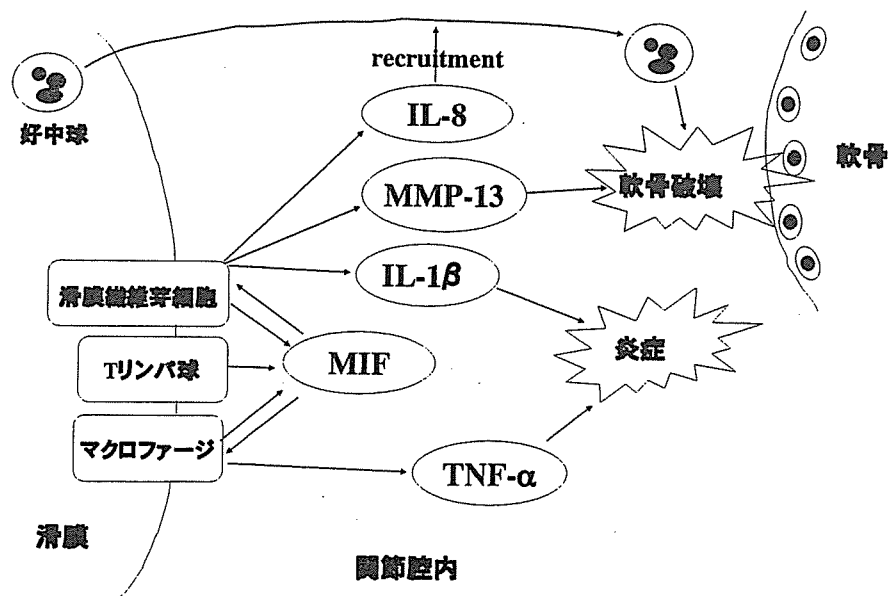 recruitment
好中球
IL-8
軟骨
MMP-13
軟骨破壊
IL-1β
滑膜繊維芽細胞
炎症
MIF
Tリンパ球
マクロファージ
TNF-α
滑膜
関節腔内